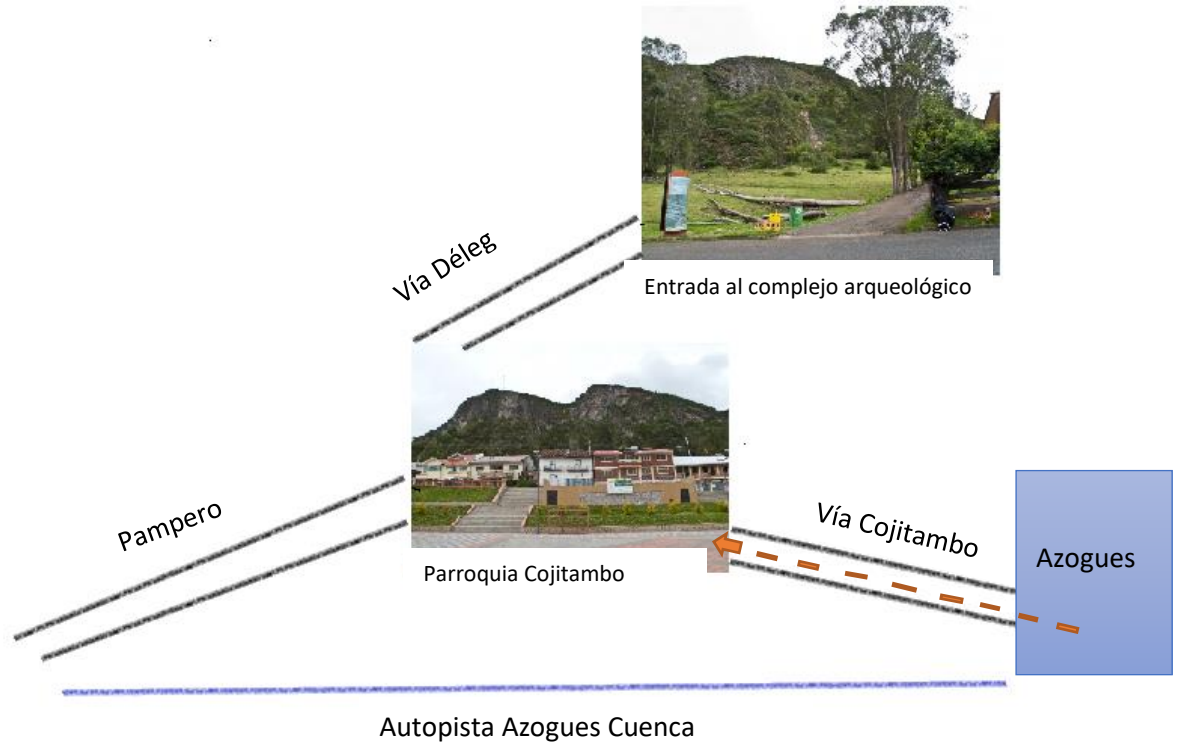 Vía Déleg
Entrada al complejo arqueológico
Pampero
Parroquia Cojitambo
Vía Cojitambo
Azogues
Autopista Azogues Cuenca